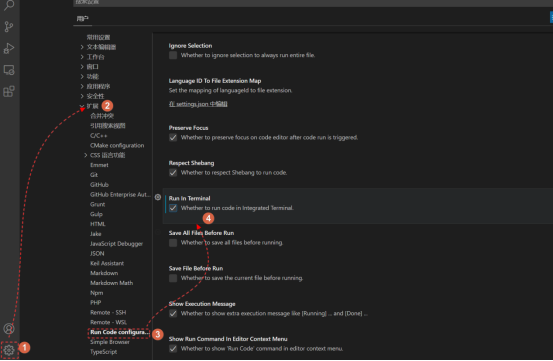 搜索设置
用户
常用设置
文本编辑器
工作台
窗口
功能
应用程序
安全性
扩展
2
合并冲突
引用搜索视图
C/C++
CMake configuration
CSS 语言功能
Emmet
Git
GitHub
GitHub Enterprise Aut...
Grunt
Gulp
HTML
Jake
JavaScript Debugger
JSON
Keil Assistant
Markdown
Markdown Math
Npm
PHP
Remote - SSH
Remote - WSL
Run Code configura...
3
Simple Browser
TypeScript
1
Ignore Selection
Whether to ignore selection to always run entire file.
Language ID To File Extension Map
Set the mapping of languageId to file extension.
在 settings.json 中编辑
Preserve Focus
Whether to preserve focus on code editor after code run is triggered.
Respect Shebang
Whether to respect Shebang to run code.
Run In Terminal
Whether to run code in Integrated Terminal.
4
Save All Files Before Run
Whether to save all files before running.
Save File Before Run
Whether to save the current file before running.
Show Execution Message
Whether to show extra execution message like [Running] ... and [Done] ...
Show Run Command In Editor Context Menu
Whether to show 'Run Code' command in editor context menu.